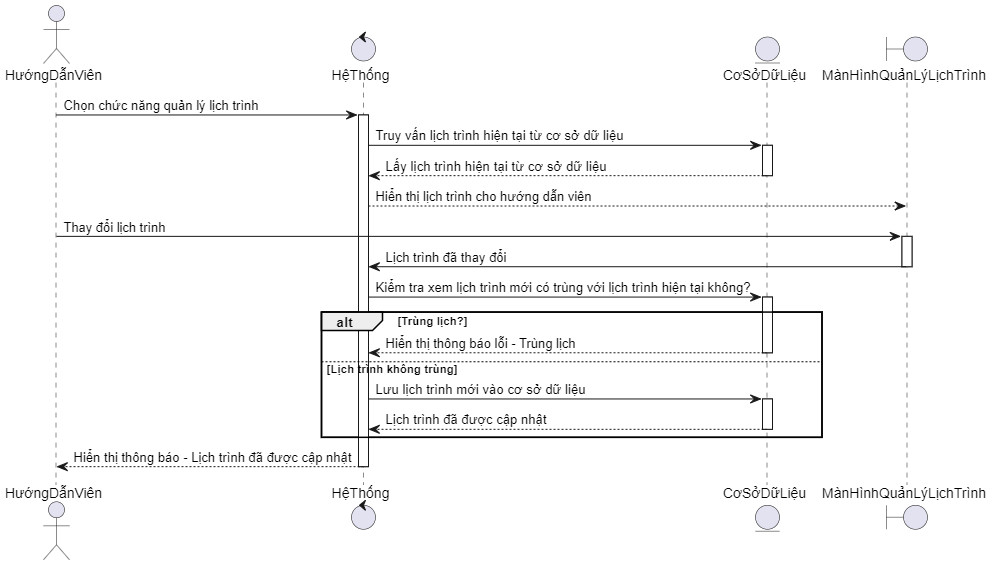 HướngDẫnViên
HệThống
CơSởDữLiệu
MànHìnhQuảnLýLịchTrình
Chọn chức năng quản lý lịch trình
Truy vấn lịch trình hiện tại từ cơ sở dữ liệu
Lấy lịch trình hiện tại từ cơ sở dữ liệu
Hiển thị lịch trình cho hướng dẫn viên
Thay đổi lịch trình
Lịch trình đã thay đổi
Kiểm tra xem lịch trình mới có trùng với lịch trình hiện tại không?
alt
[Trùng lịch?]
Hiển thị thông báo lỗi - Trùng lịch
[Lịch trình không trùng]
Lưu lịch trình mới vào cơ sở dữ liệu
Lịch trình đã được cập nhật
Hiển thị thông báo - Lịch trình đã được cập nhật
HướngDẫnViên
HệThống
CơSởDữLiệu
MànHìnhQuảnLýLịchTrình